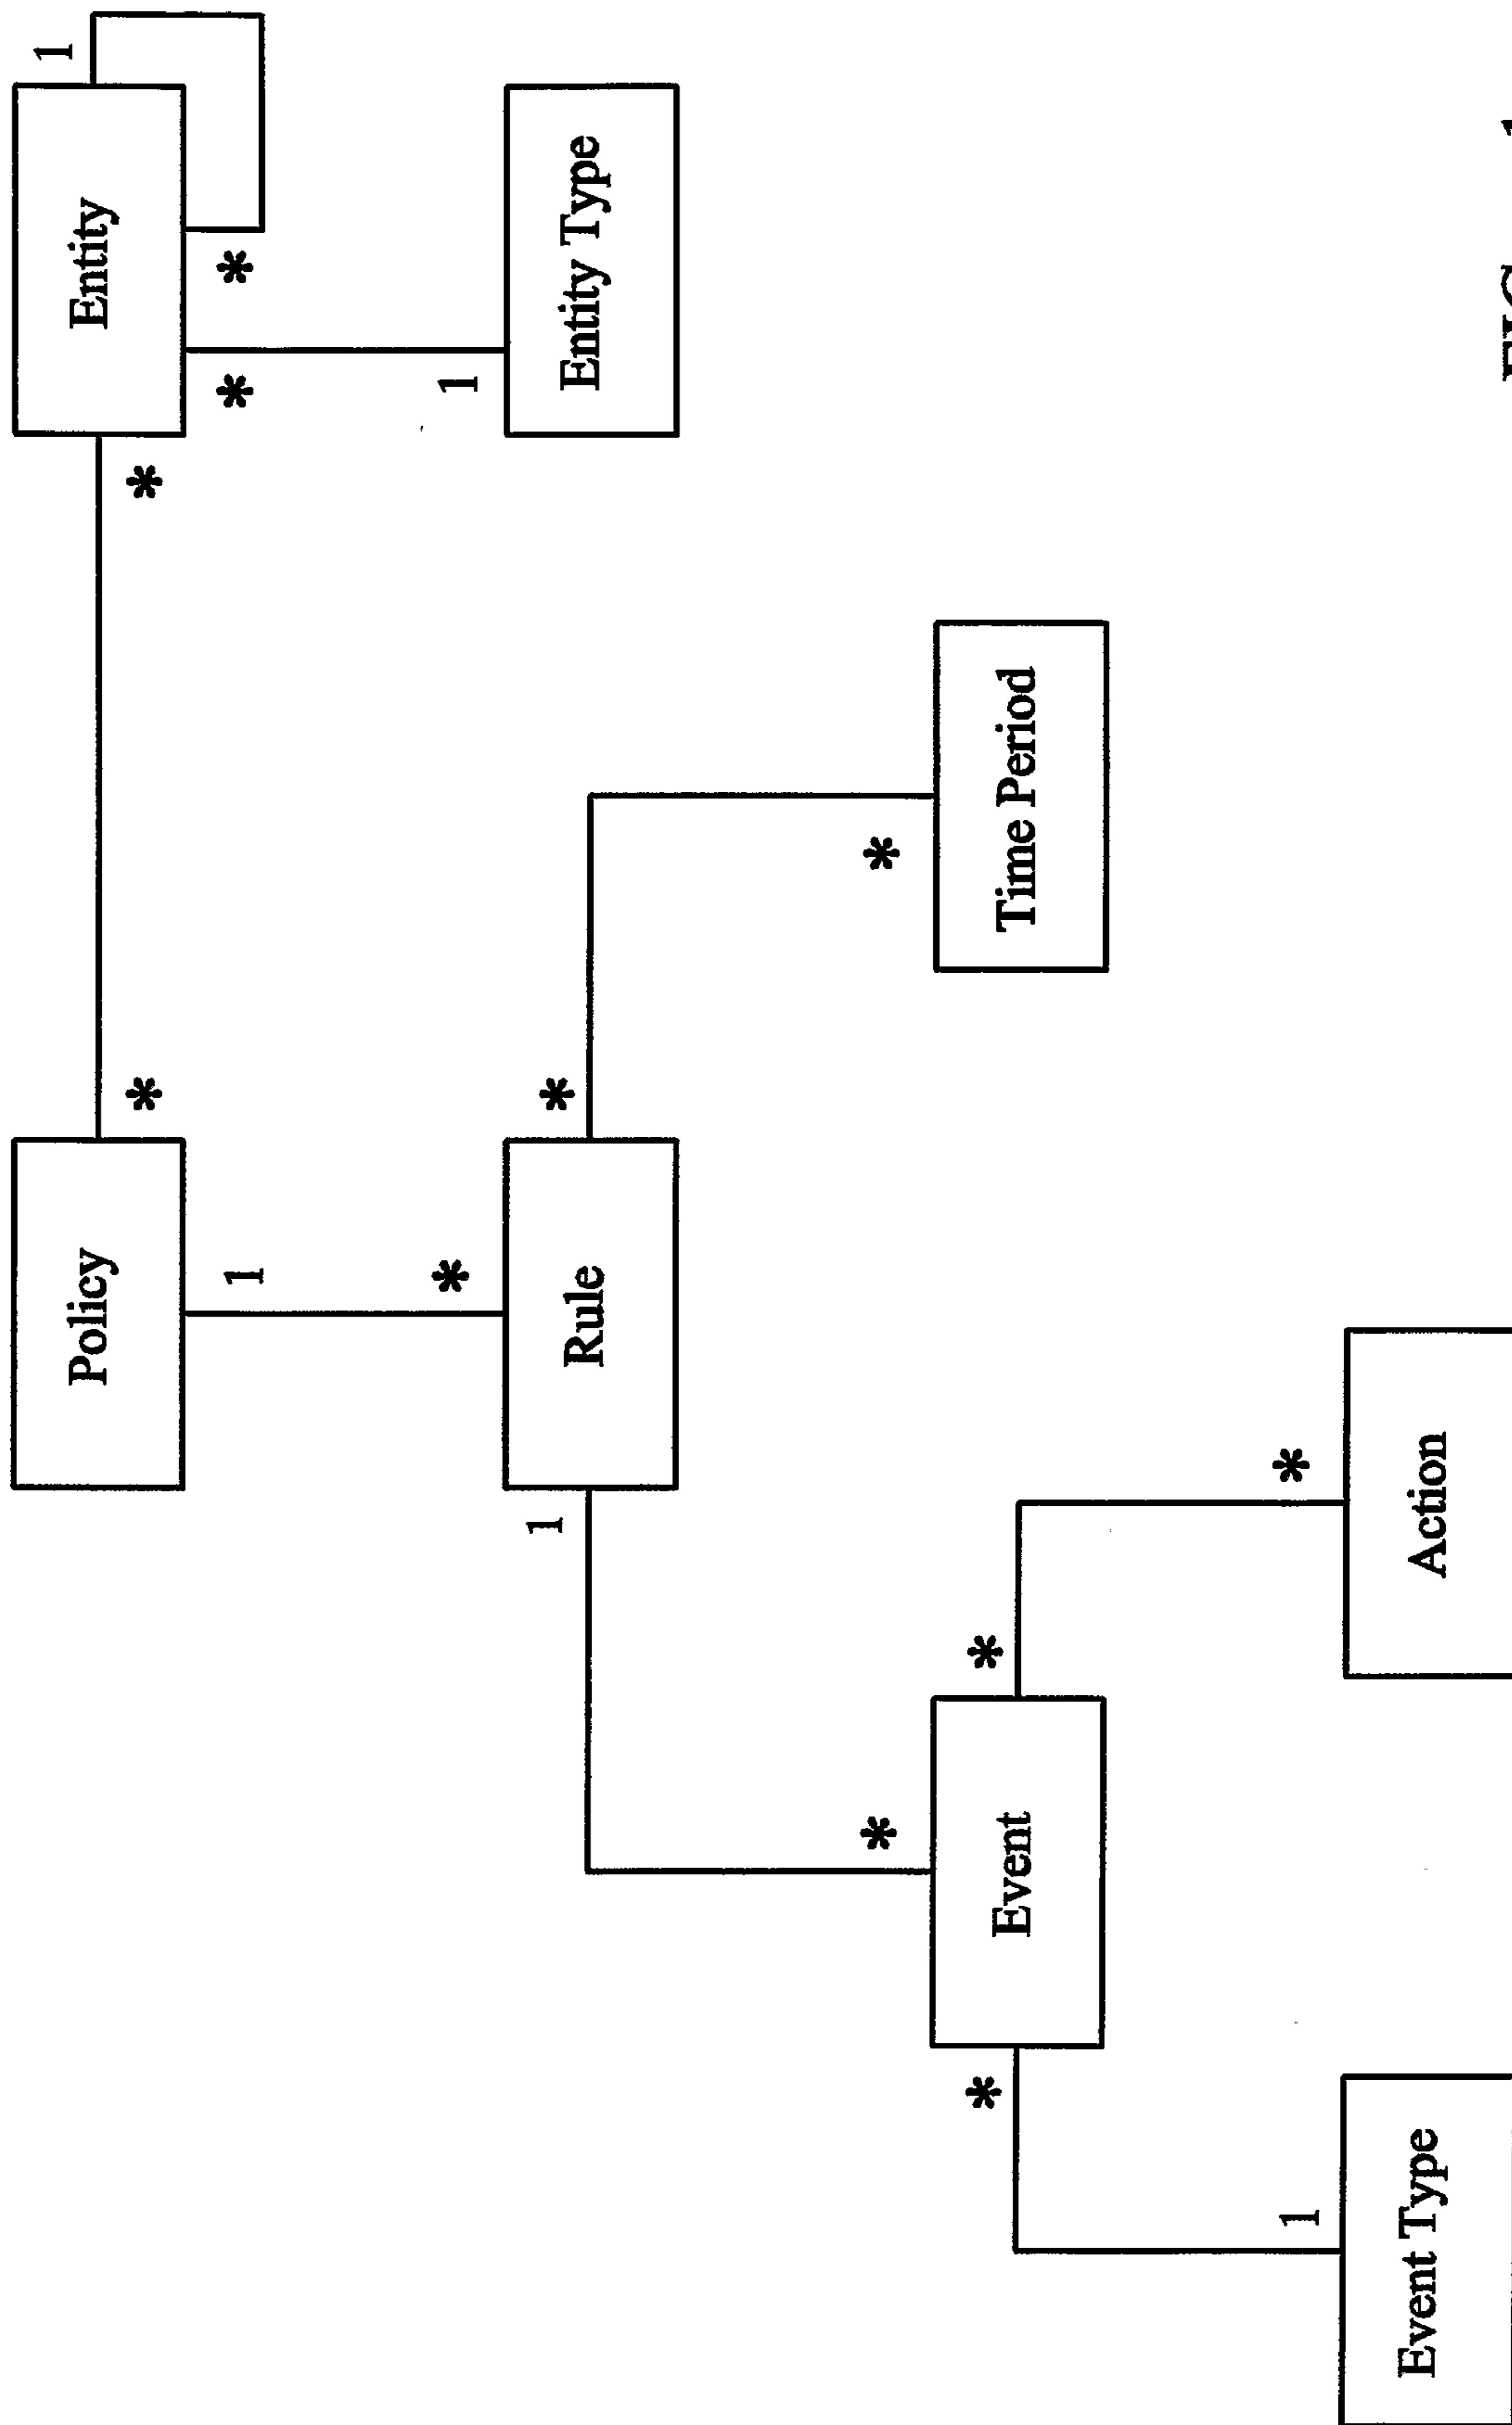 1
Policy
Entity
*
*
1
*
*
*
1
1
*
Rule
Entity Type
*
*
*
*
Event
Time Period
1
*
Event Type
Action